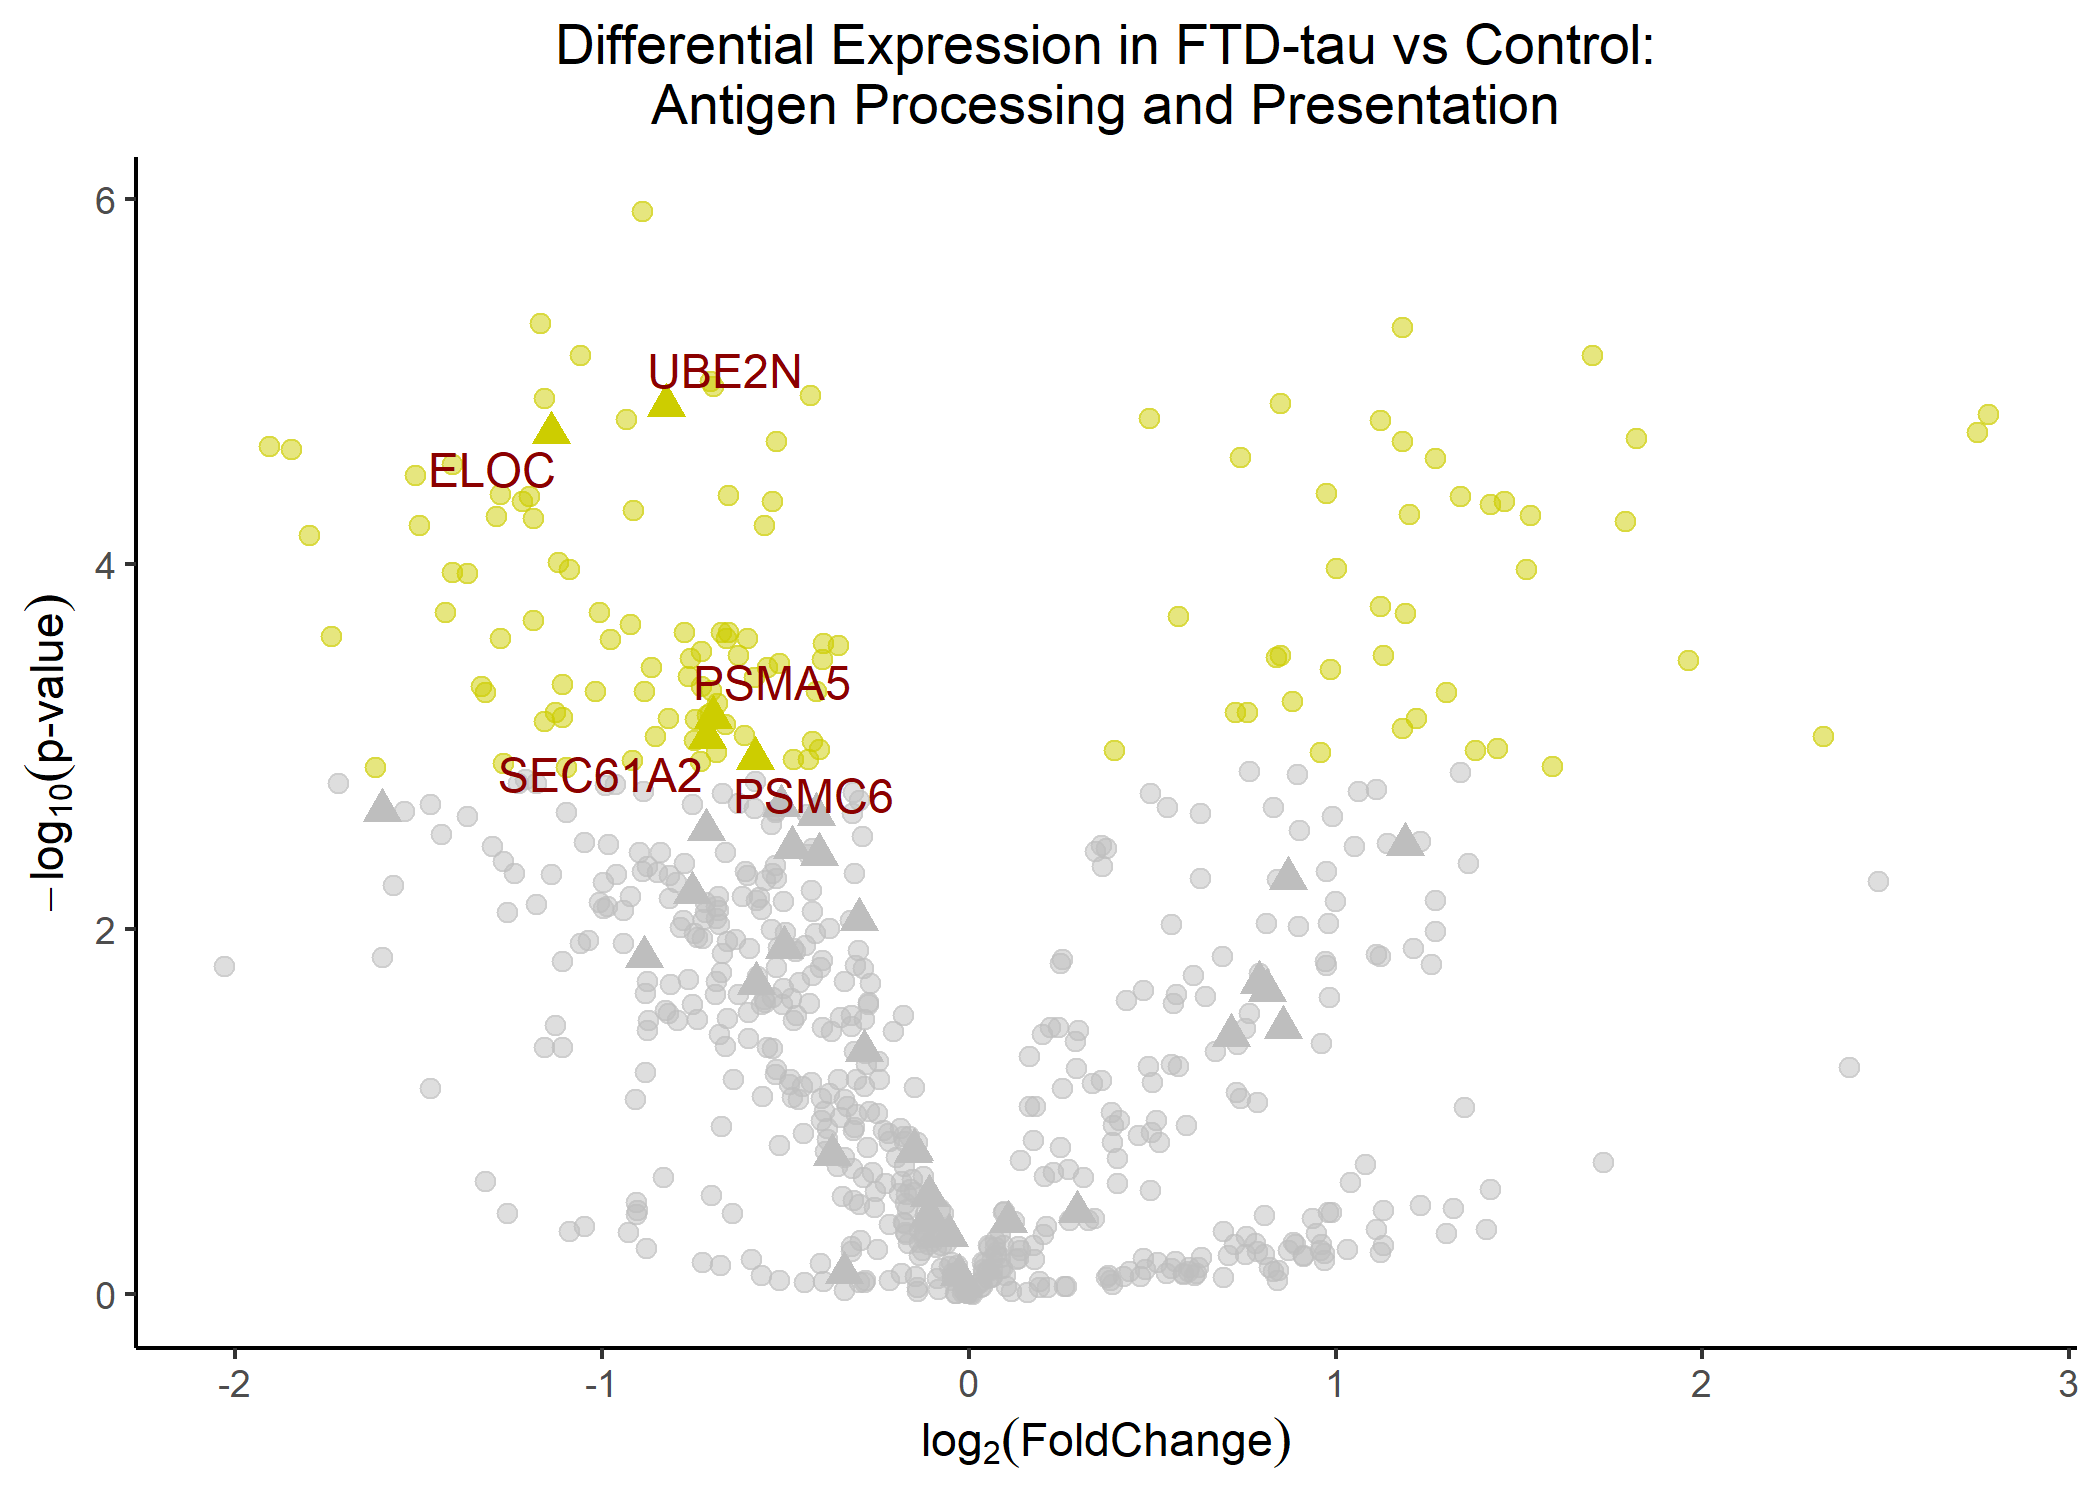 Differential Expression in FTD-tau vs Control:
Antigen Processing and Presentation
−log₁₀(p-value)
6
4
2
0
UBE2N
ELOC
PSMA5
SEC61A2
PSMC6
-2
-1
0
1
2
3
log₂(FoldChange)